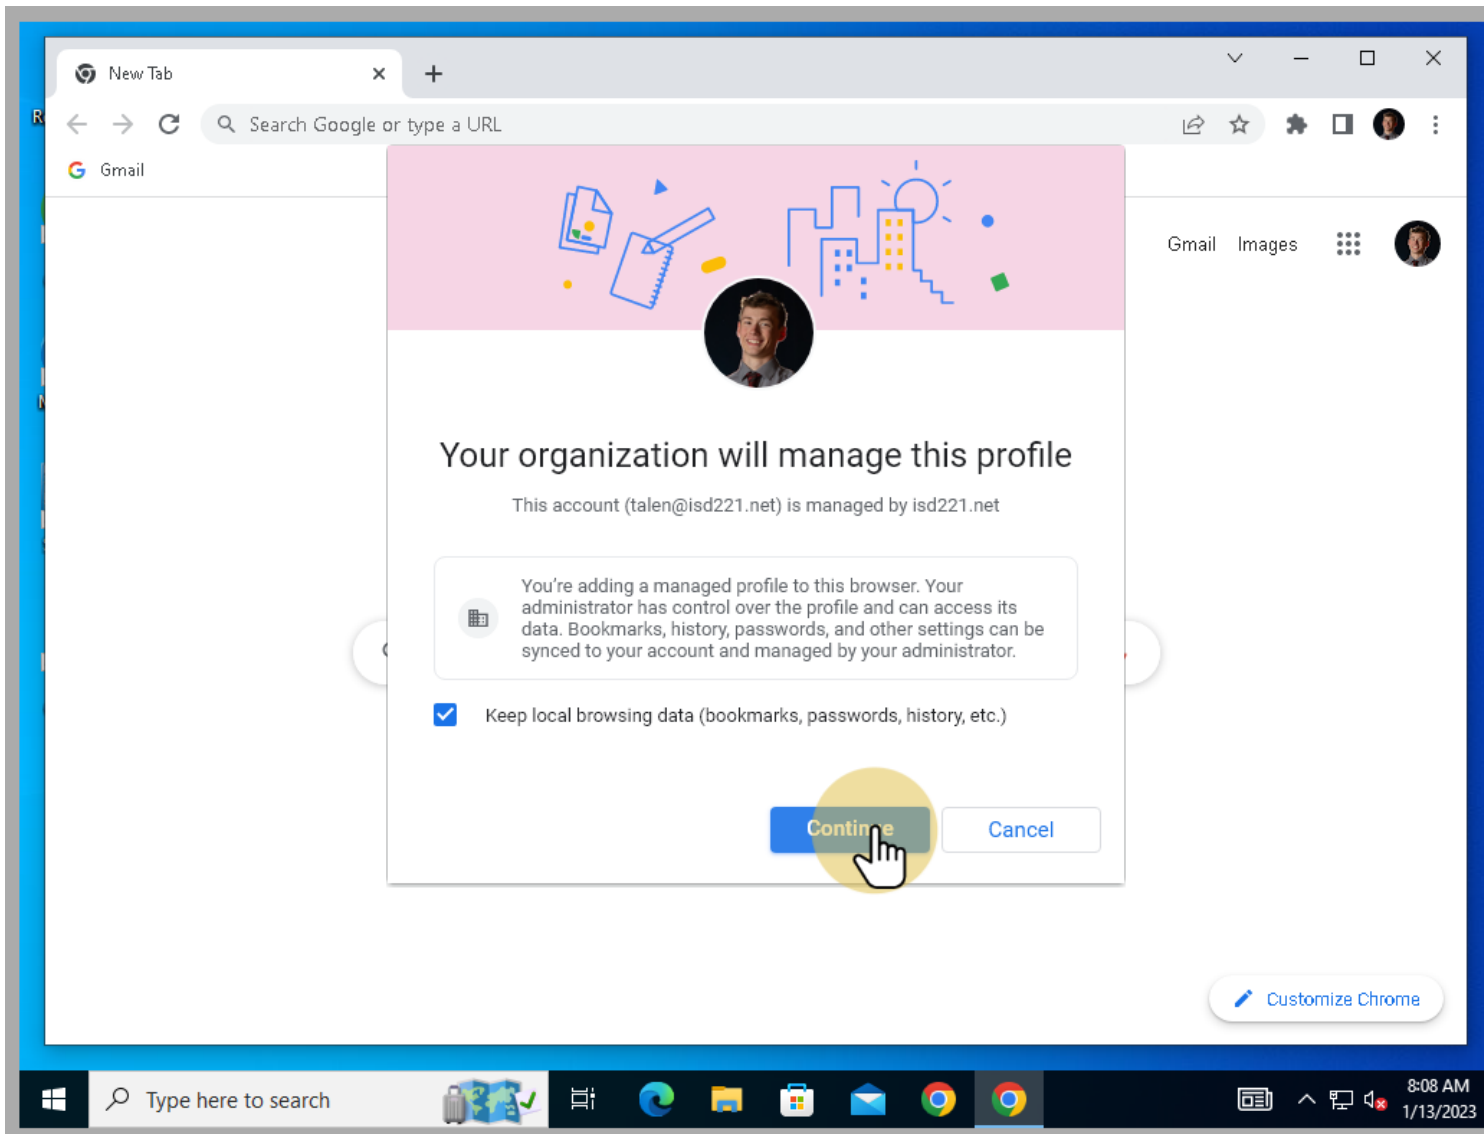 New Tab
Search Google or type a URL
Gmail
Gmail Images
Your organization will manage this profile
This account (talen@isd221.net) is managed by isd221.net
You're adding a managed profile to this browser. Your
administrator has control over the profile and can access its
data. Bookmarks, history, passwords, and other settings can be
synced to your account and managed by your administrator.
Keep local browsing data (bookmarks, passwords, history, etc.)
Continue
Cancel
Customize Chrome
Type here to search
8:08 AM
1/13/2023